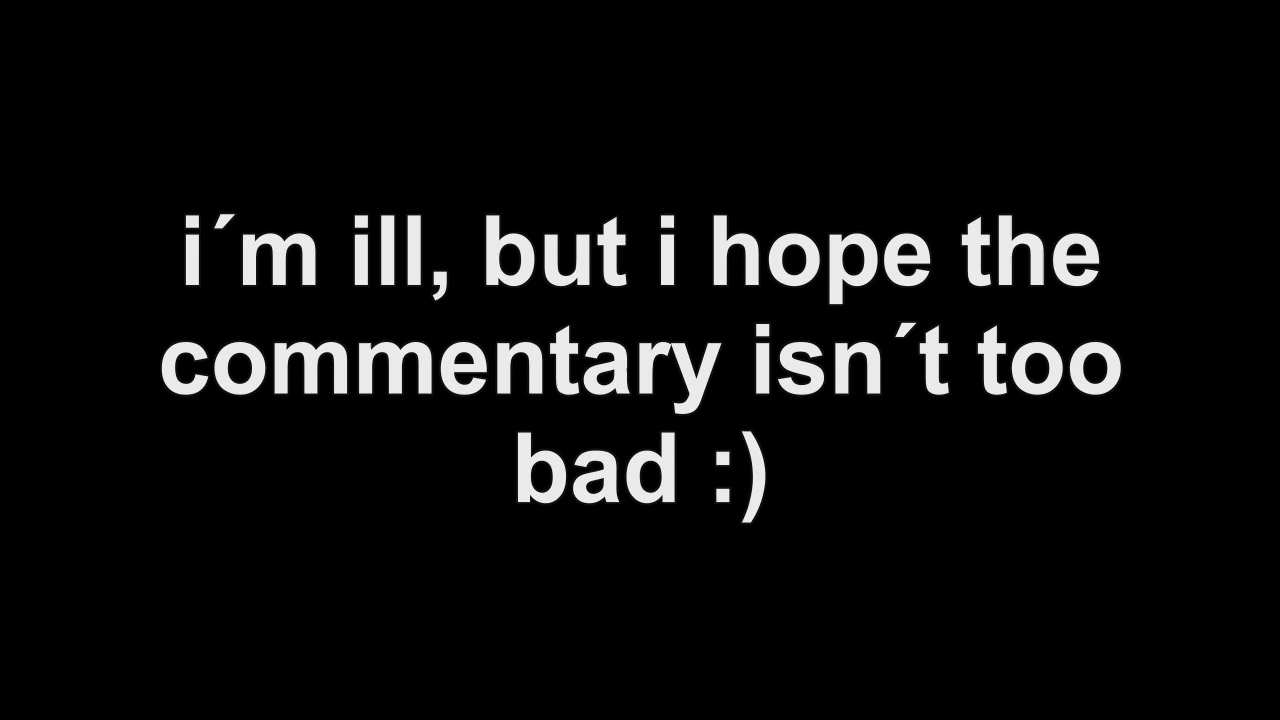 i´m ill, but i hope the
commentary isn´t too
bad :)